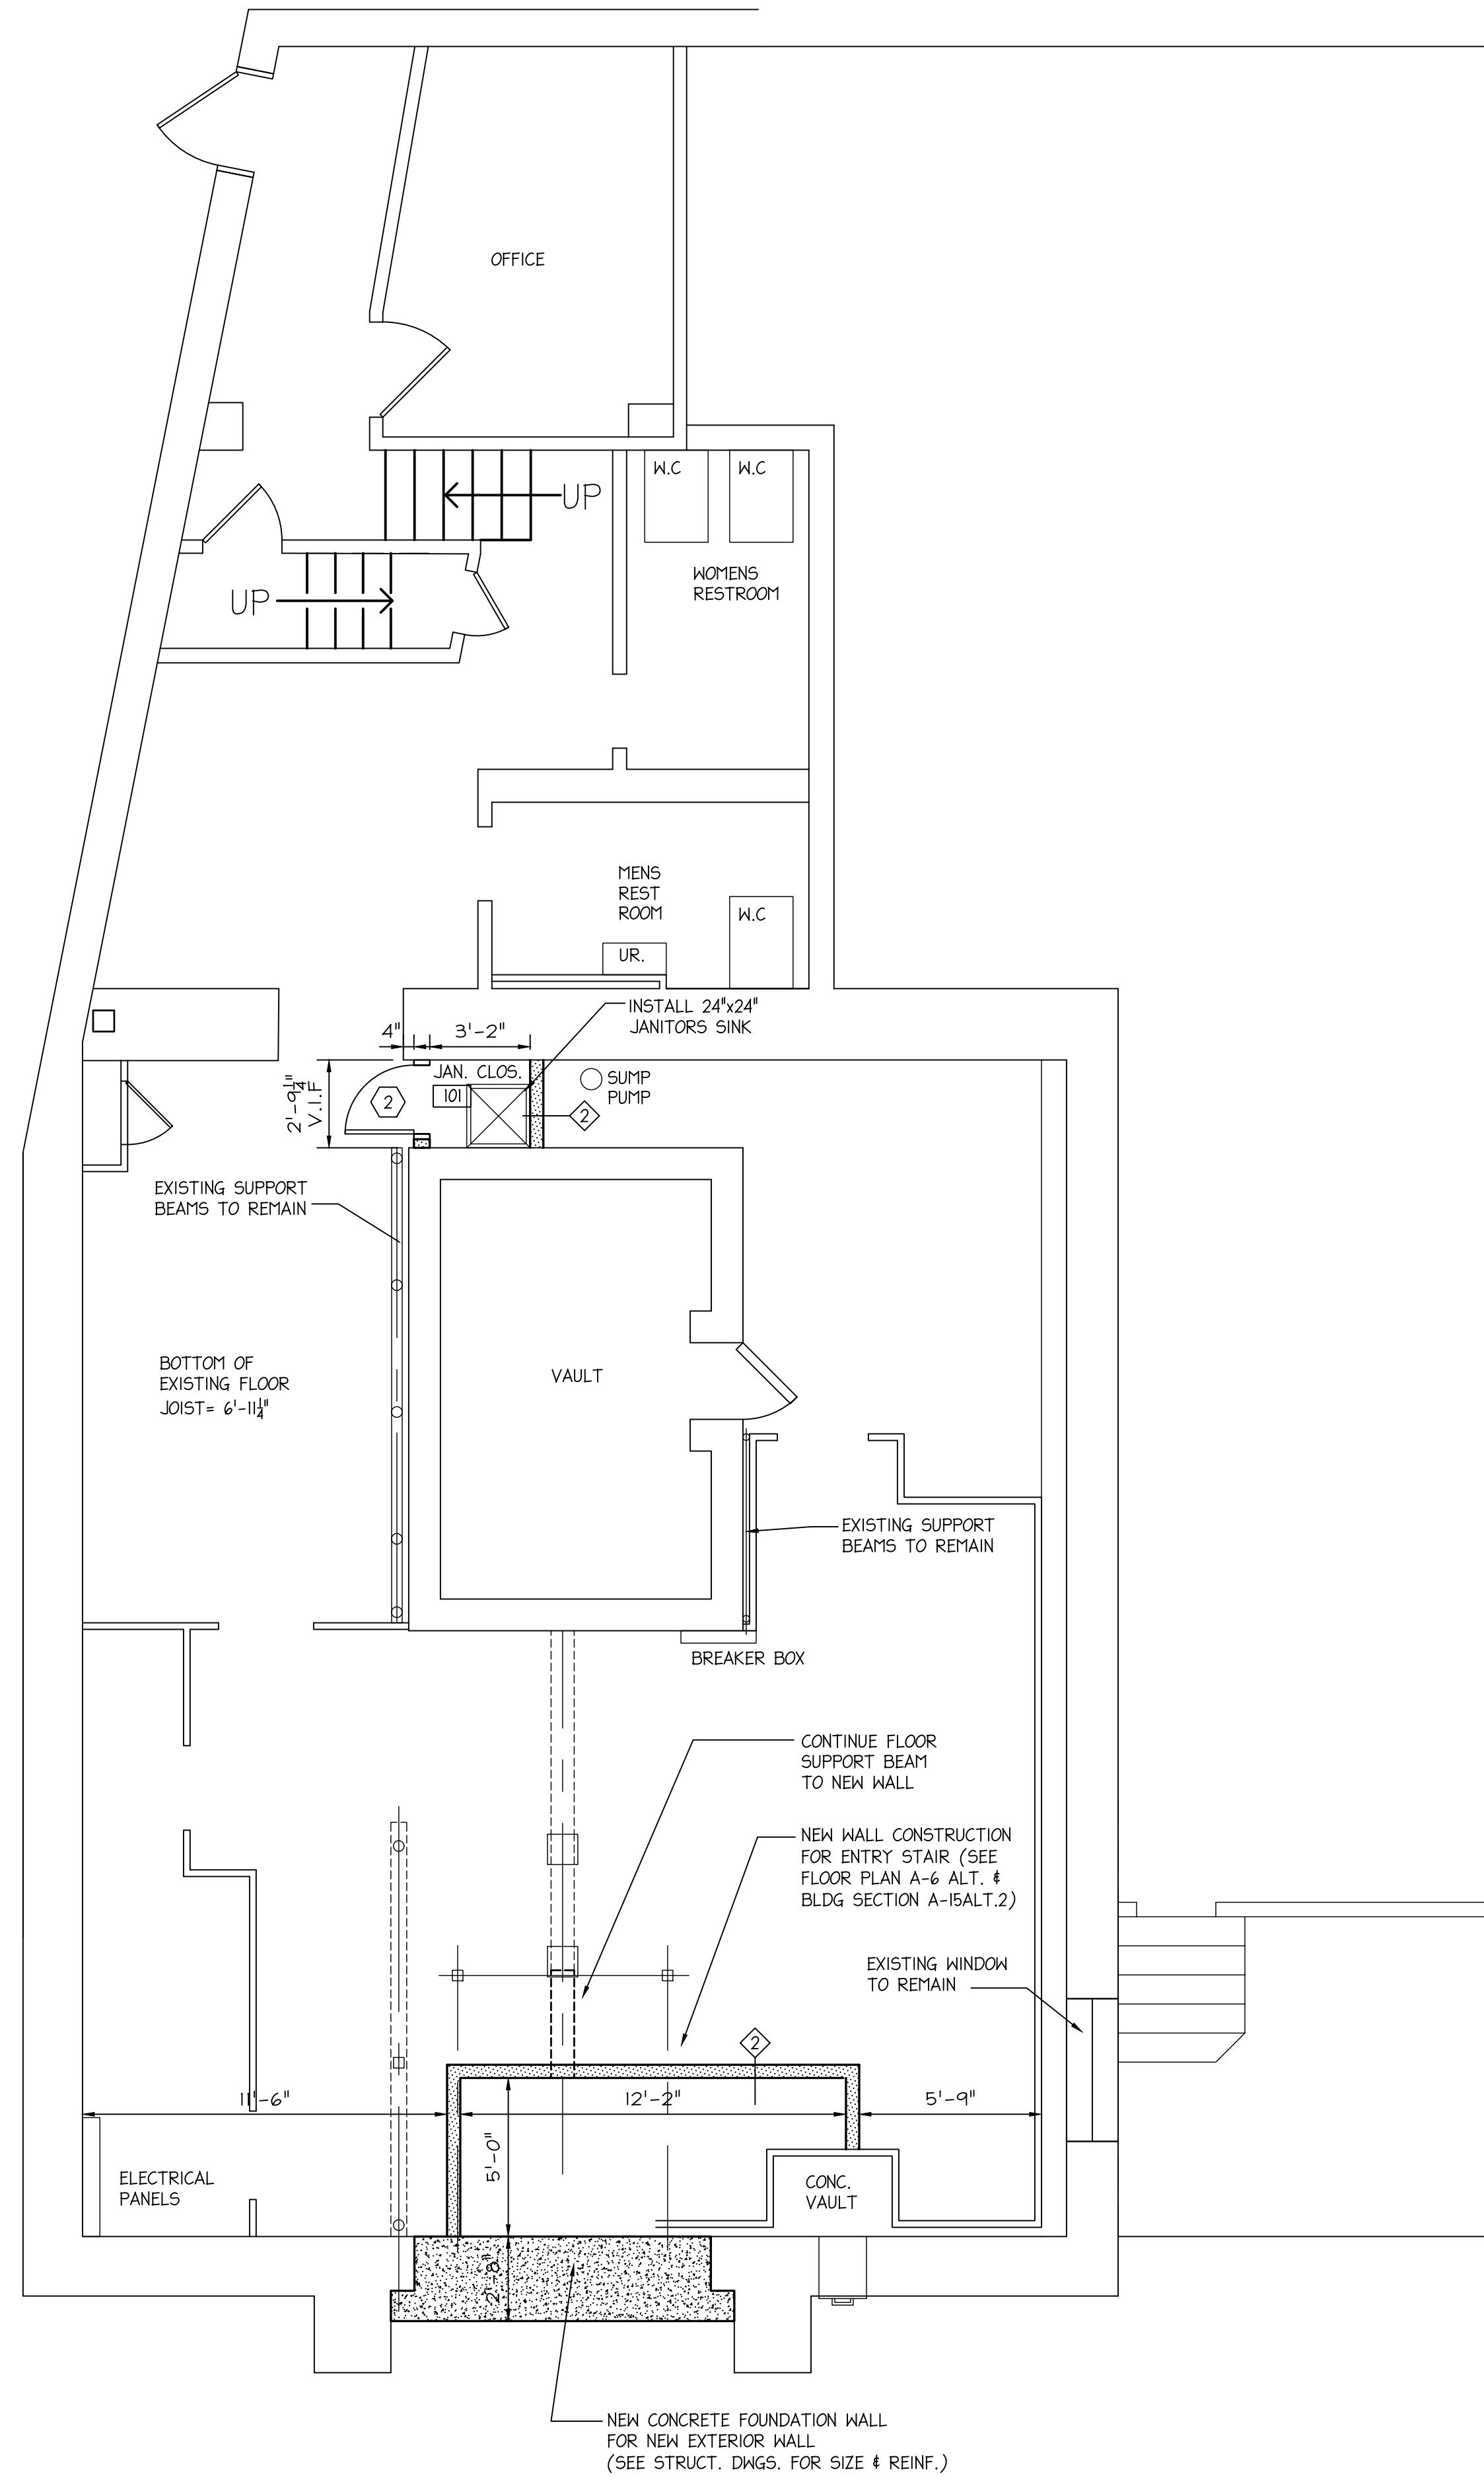 OFFICE
UP
W.C
W.C
WOMENS
RESTROOM
UP
MENS
REST
ROOM
W.C
UR.
INSTALL 24"x24"
JANITORS SINK
4"
3'-2"
JAN. CLOS.
101
2
2
SUMP
PUMP
2'-9 1/4"
V.I.F
EXISTING SUPPORT
BEAMS TO REMAIN
BOTTOM OF
EXISTING FLOOR
JOIST= 6'-11 1/4"
VAULT
EXISTING SUPPORT
BEAMS TO REMAIN
BREAKER BOX
CONTINUE FLOOR
SUPPORT BEAM
TO NEW WALL
NEW WALL CONSTRUCTION
FOR ENTRY STAIR (SEE
FLOOR PLAN A-6 ALT. &
BLDG SECTION A-15ALT.2)
EXISTING WINDOW
TO REMAIN
2
11'-6"
12'-2"
5'-9"
5'-0"
ELECTRICAL
PANELS
CONC.
VAULT
2'-8"
NEW CONCRETE FOUNDATION WALL
FOR NEW EXTERIOR WALL
(SEE STRUCT. DWGS. FOR SIZE & REINF.)